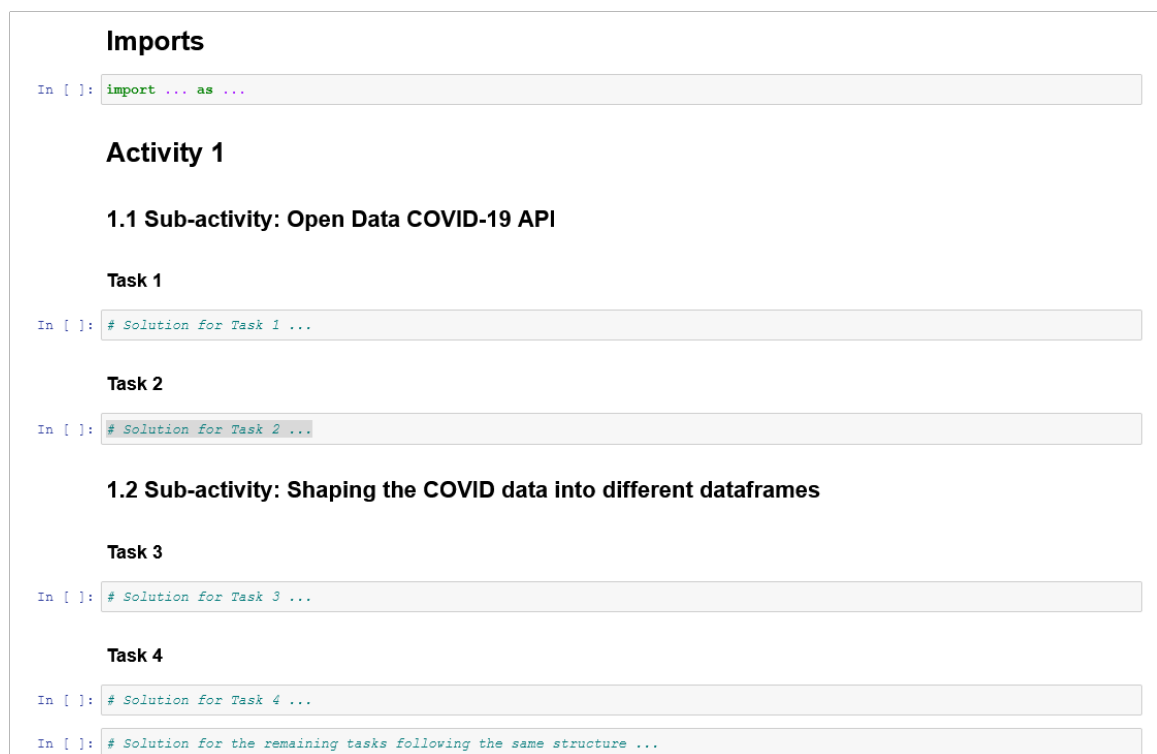 Imports
In [ ]: import ... as ...
Activity 1
1.1 Sub-activity: Open Data COVID-19 API
Task 1
In [ ]: # Solution for Task 1 ...
Task 2
In [ ]: # Solution for Task 2 ...
1.2 Sub-activity: Shaping the COVID data into different dataframes
Task 3
In [ ]: # Solution for Task 3 ...
Task 4
In [ ]: # Solution for Task 4 ...
In [ ]: # Solution for the remaining tasks following the same structure ...